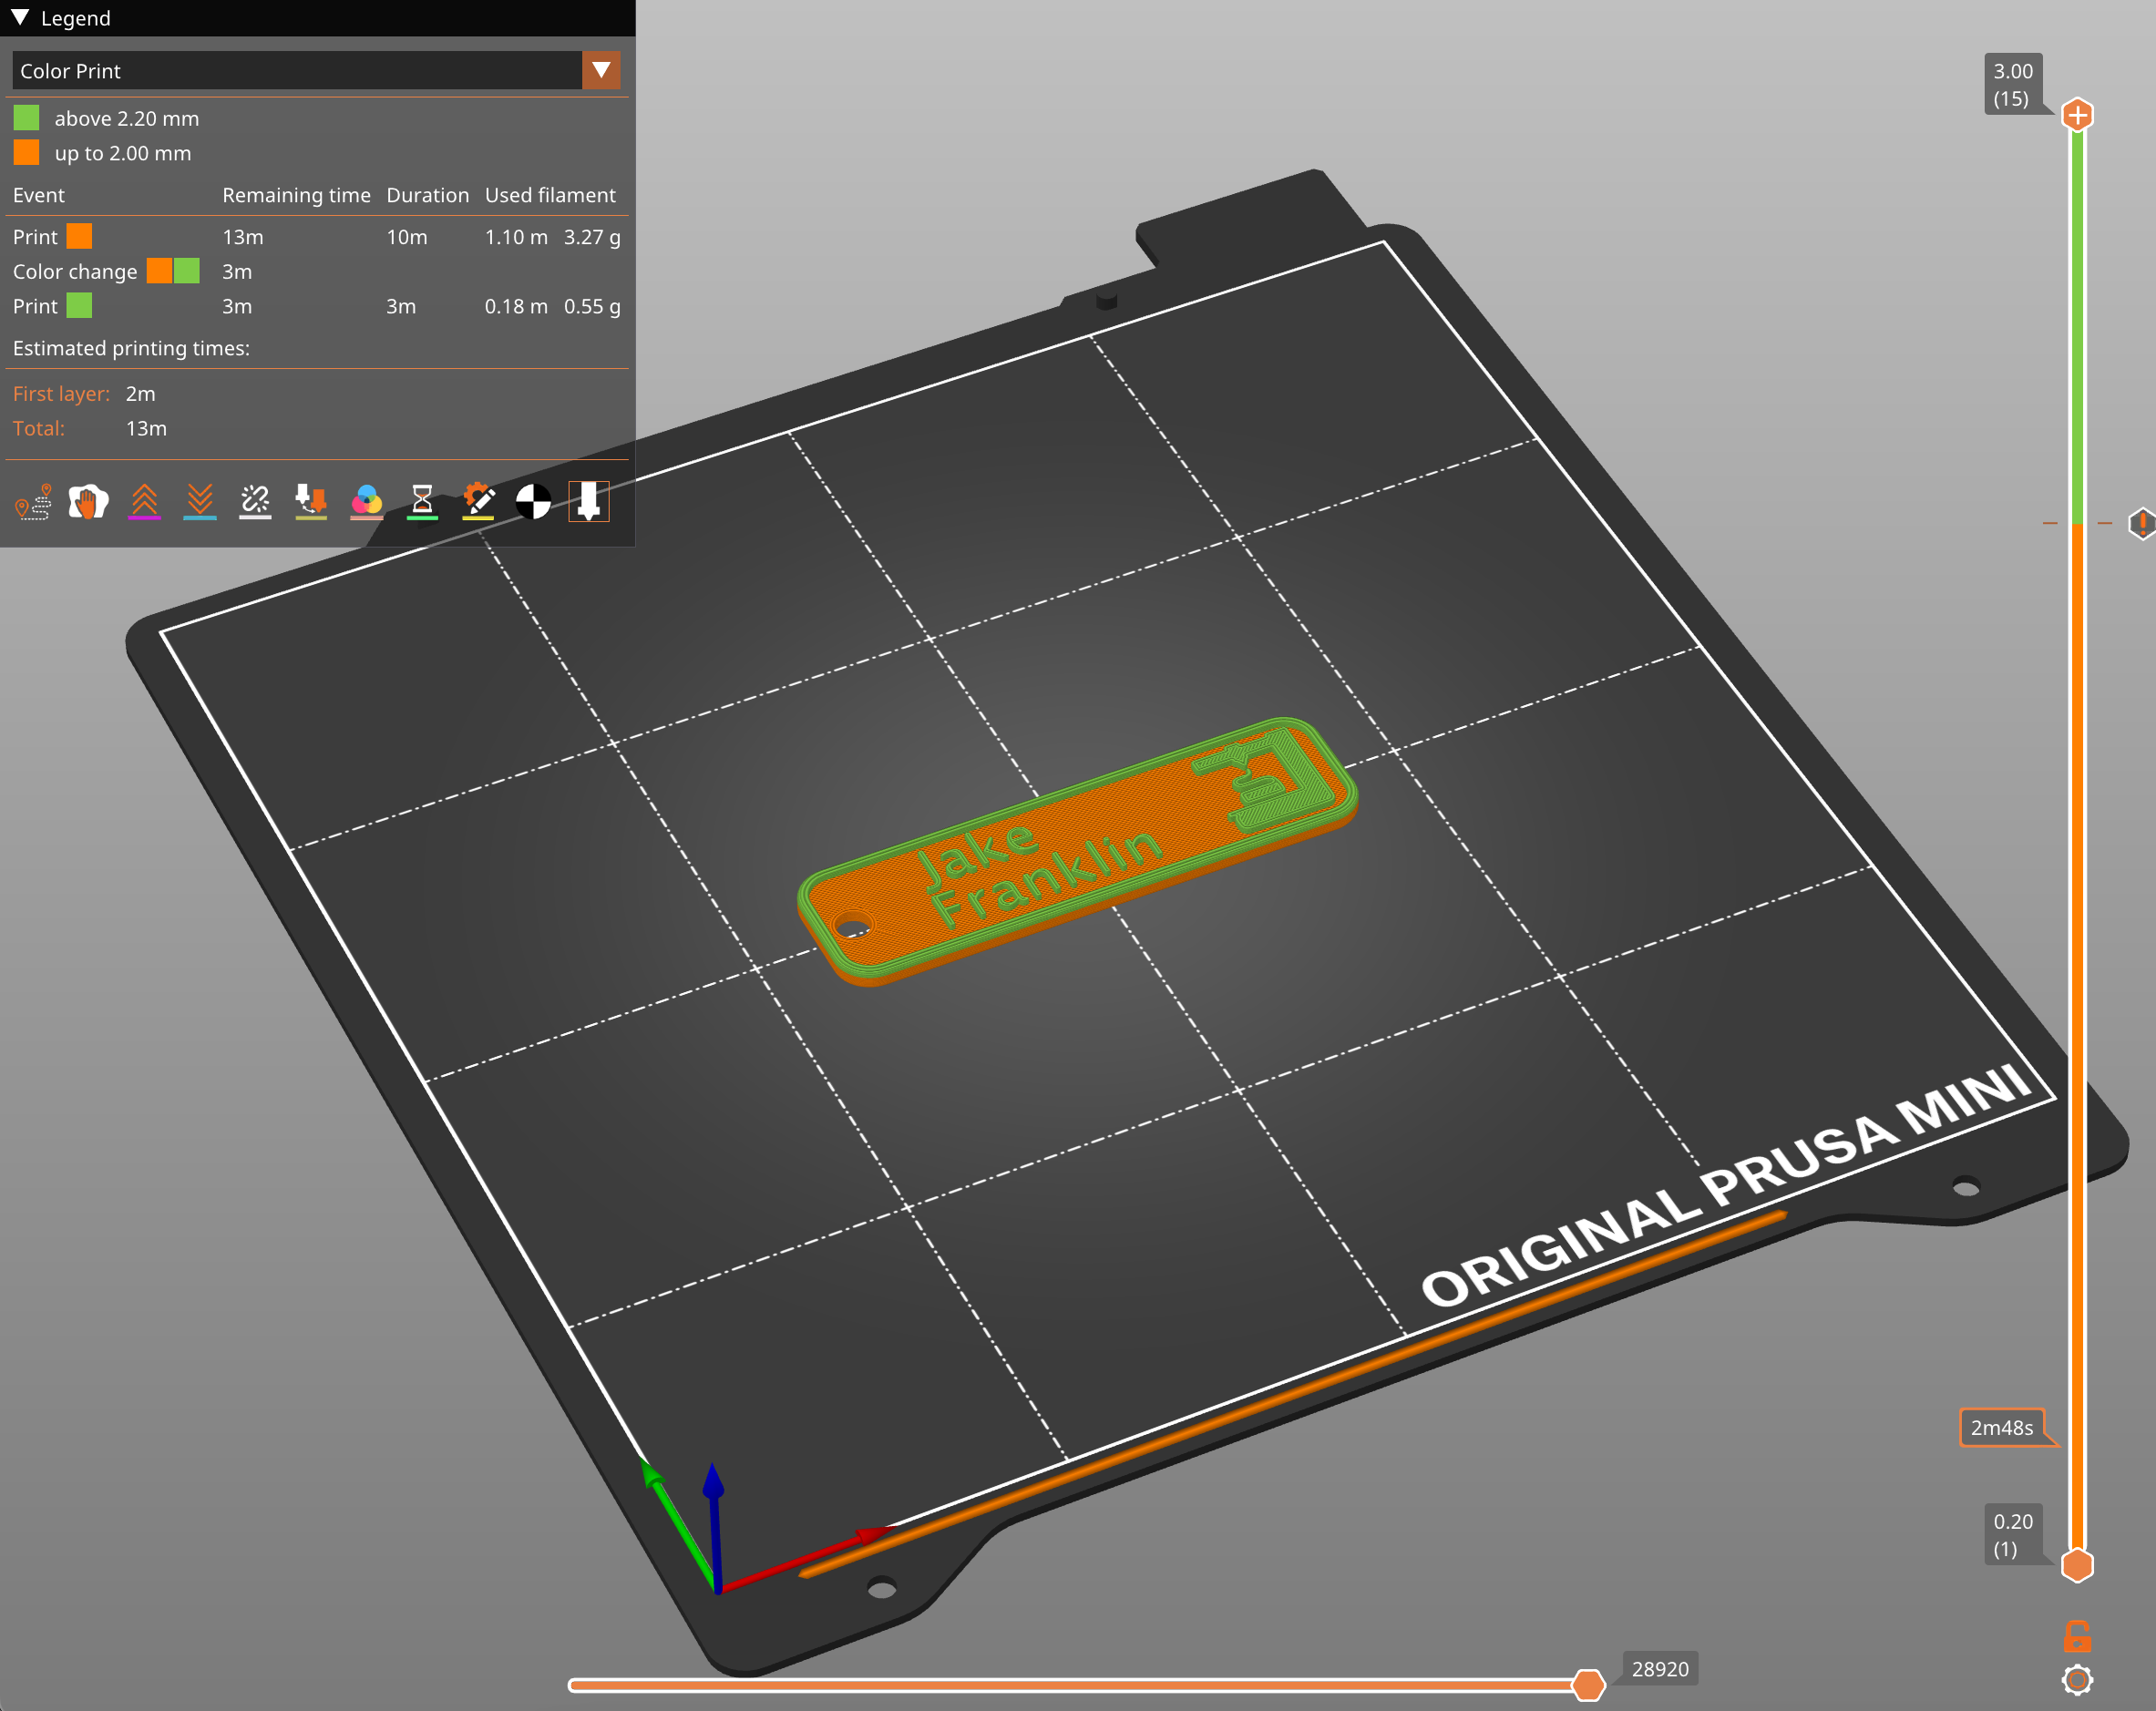 Legend
Color Print
above 2.20 mm
up to 2.00 mm
Event Remaining time Duration Used filament
Print 13m 10m 1.10 m 3.27 g
Color change 3m
Print 3m 3m 0.18 m 0.55 g
Estimated printing times:
First layer: 2m
Total: 13m
3.00
(15)
Jake
Franklin
ORIGINAL PRUSA MINI
2m48s
0.20
(1)
28920